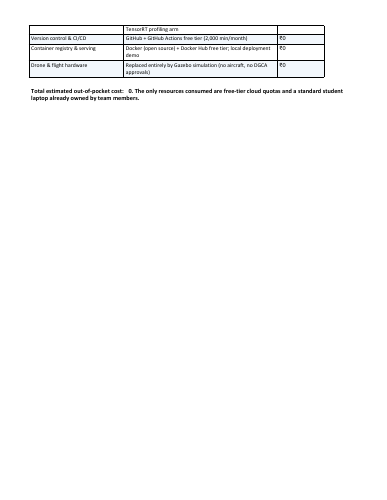 TensorRT profiling arm
Version control & CI/CD GitHub + GitHub Actions free tier (2,000 min/month) ₹0
Container registry & serving Docker (open source) + Docker Hub free tier; local deployment ₹0
demo
Drone & flight hardware Replaced entirely by Gazebo simulation (no aircraft, no DGCA ₹0
approvals)
Total estimated out-of-pocket cost: 0. The only resources consumed are free-tier cloud quotas and a standard student
laptop already owned by team members.